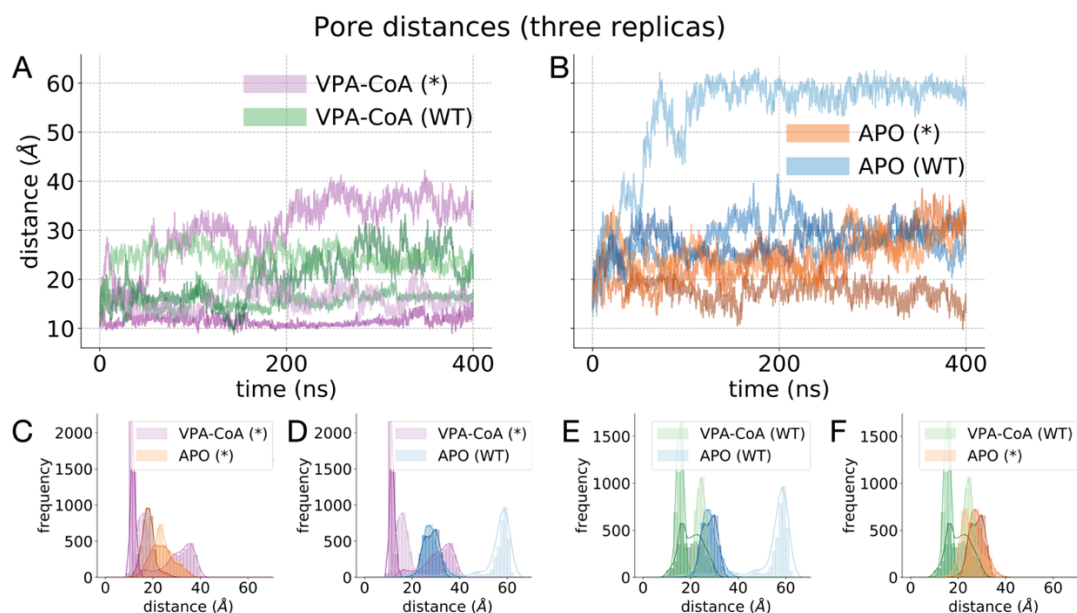 Pore distances (three replicas)
A
VPA-CoA (*)
VPA-CoA (WT)
distance (Å)
60
50
40
30
20
10
0
200
400
time (ns)
B
APO (*)
APO (WT)
0
200
400
time (ns)
C
VPA-CoA (*)
APO (*)
frequency
2000
1500
1000
500
0
0
20
40
60
distance (Å)
D
VPA-CoA (*)
APO (WT)
frequency
2000
1500
1000
500
0
0
20
40
60
distance (Å)
E
VPA-CoA (WT)
APO (WT)
frequency
1500
1000
500
0
0
20
40
60
distance (Å)
F
VPA-CoA (WT)
APO (*)
frequency
1500
1000
500
0
0
20
40
60
distance (Å)